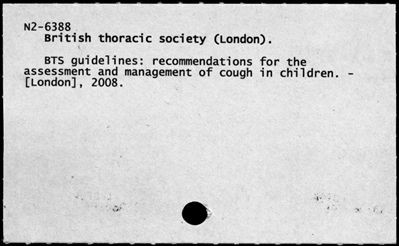 N2-6388
British thoracic society (London).
BTS guidelines: recommendations for the
assessment and management of cough in children. -
[London], 2008.